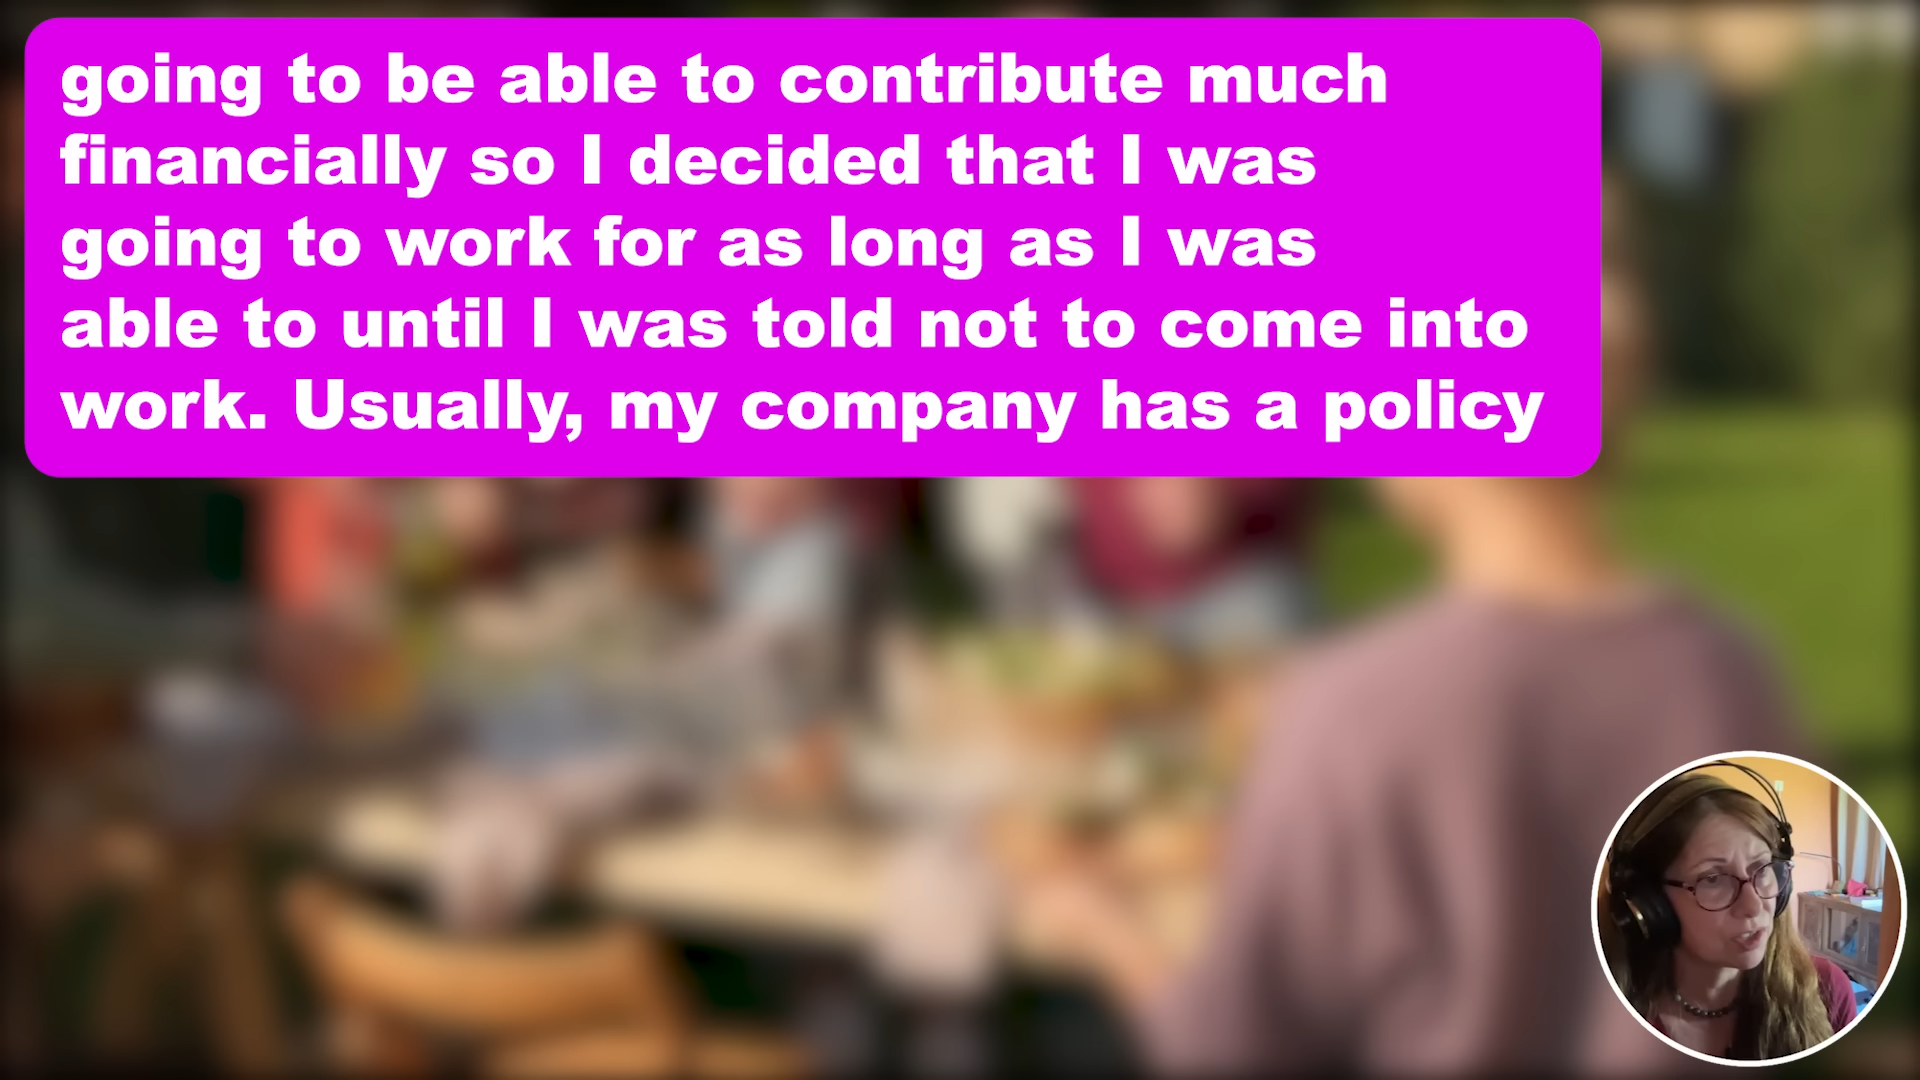 going to be able to contribute much
financially so I decided that I was
going to work for as long as I was
able to until I was told not to come into
work. Usually, my company has a policy